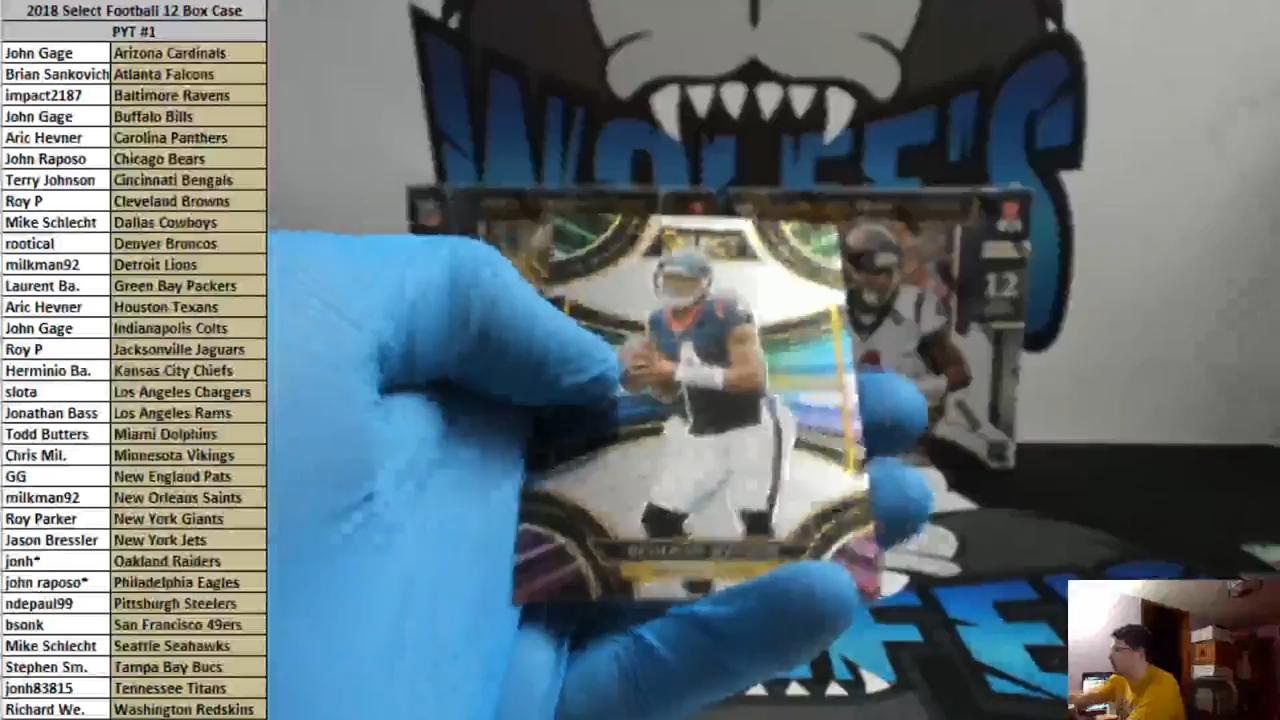 2018 Select Football 12 Box Case
PYT #1
John Gage Arizona Cardinals
Brian Sankovich Atlanta Falcons
impact2187 Baltimore Ravens
John Gage Buffalo Bills
Aric Hevner Carolina Panthers
John Raposo Chicago Bears
Terry Johnson Cincinnati Bengals
Roy P Cleveland Browns
Mike Schlecht Dallas Cowboys
rootical Denver Broncos
milkman92 Detroit Lions
Laurent Ba. Green Bay Packers
Aric Hevner Houston Texans
John Gage Indianapolis Colts
Roy P Jacksonville Jaguars
Herminio Ba. Kansas City Chiefs
slota Los Angeles Chargers
Jonathan Bass Los Angeles Rams
Todd Butters Miami Dolphins
Chris Mil. Minnesota Vikings
GG New England Pats
milkman92 New Orleans Saints
Roy Parker New York Giants
Jason Bressler New York Jets
jonh* Oakland Raiders
john raposo* Philadelphia Eagles
ndepaul99 Pittsburgh Steelers
bsonk San Francisco 49ers
Mike Schlecht Seattle Seahawks
Stephen Sm. Tampa Bay Bucs
jonh83815 Tennessee Titans
Richard We. Washington Redskins
WOLFE'S
12